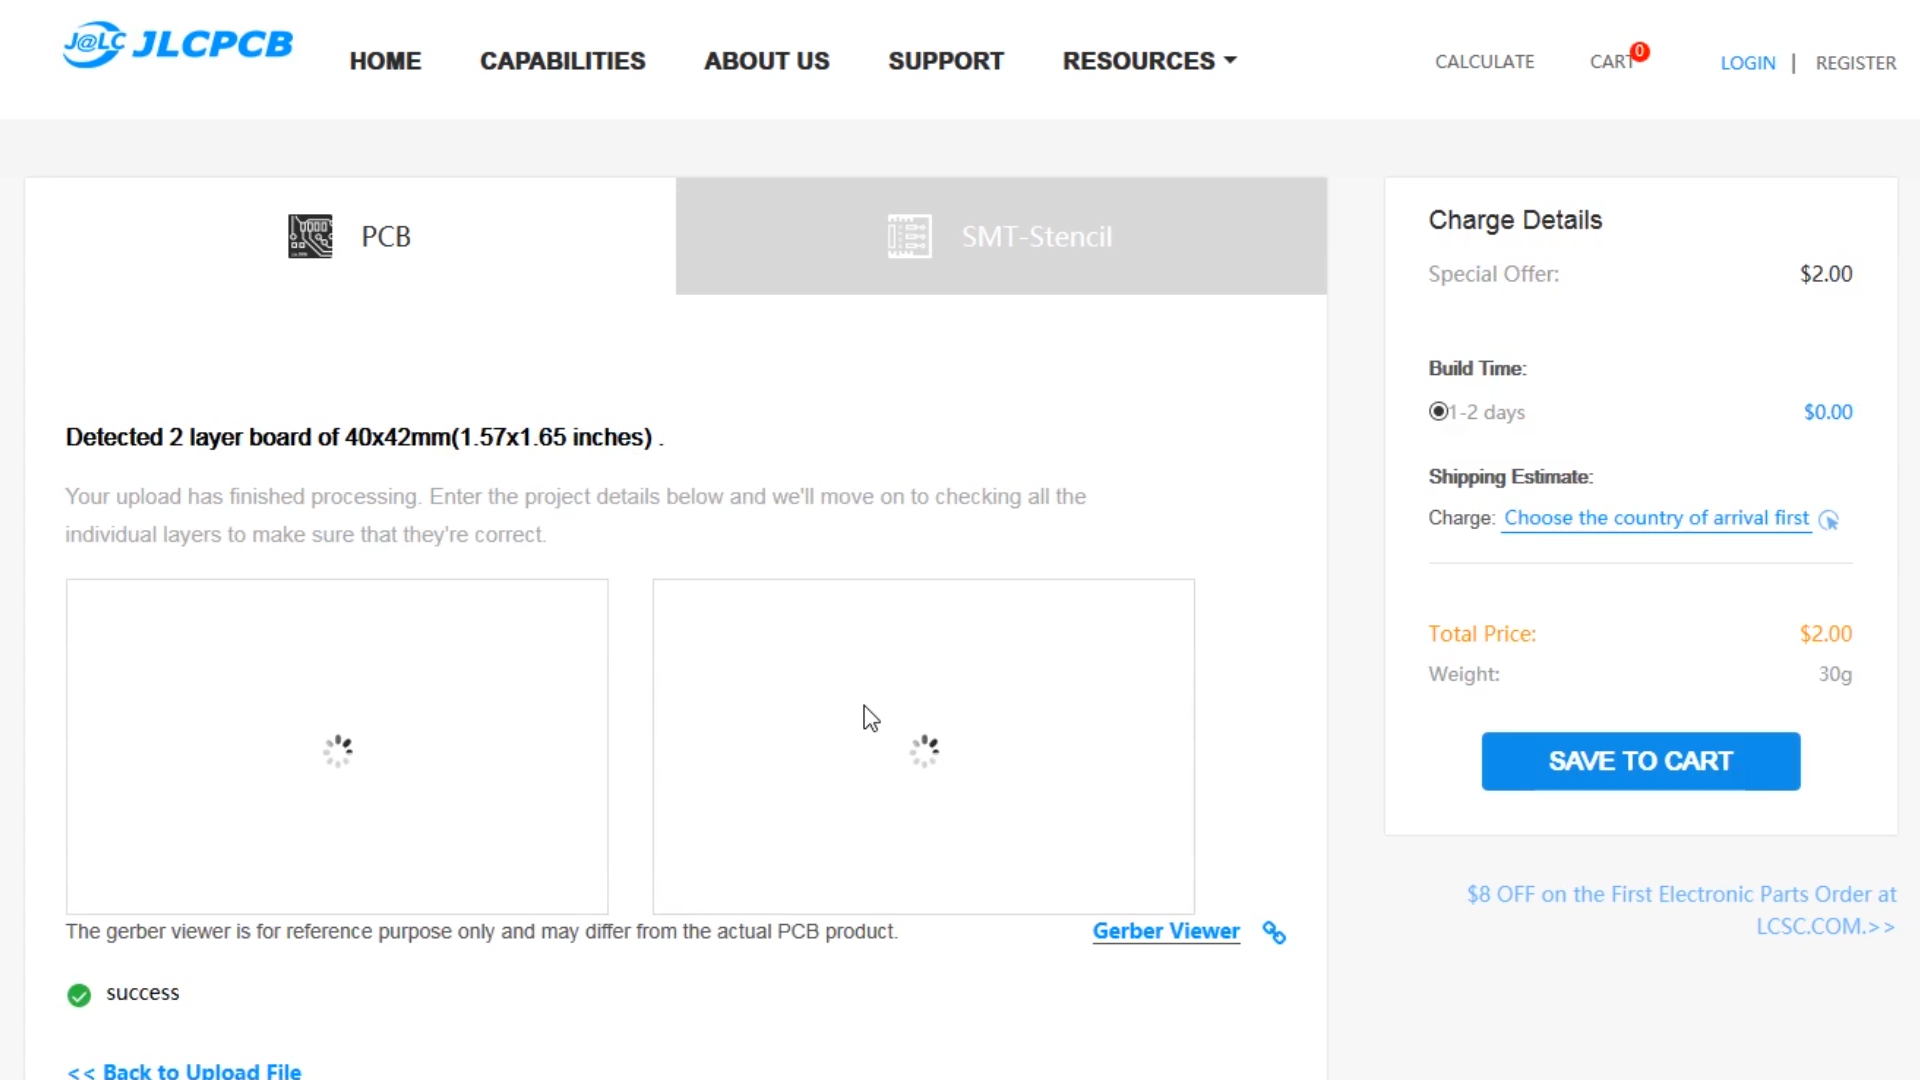 J@LC JLCPCB
HOME
CAPABILITIES
ABOUT US
SUPPORT
RESOURCES
CALCULATE
CART
0
LOGIN | REGISTER
PCB
SMT-Stencil
Detected 2 layer board of 40x42mm(1.57x1.65 inches) .
Your upload has finished processing. Enter the project details below and we'll move on to checking all the
individual layers to make sure that they're correct.
The gerber viewer is for reference purpose only and may differ from the actual PCB product.
Gerber Viewer
success
<< Back to Upload File
Charge Details
Special Offer: $2.00
Build Time:
1-2 days $0.00
Shipping Estimate:
Charge: Choose the country of arrival first
Total Price: $2.00
Weight: 30g
SAVE TO CART
$8 OFF on the First Electronic Parts Order at
LCSC.COM.>>